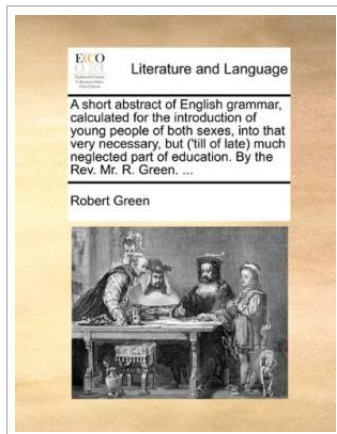 ECCO
Literature and Language
A short abstract of English grammar,
calculated for the introduction of
young people of both sexes, into that
very necessary, but ('till of late) much
neglected part of education. By the
Rev. Mr. R. Green. ...
Robert Green